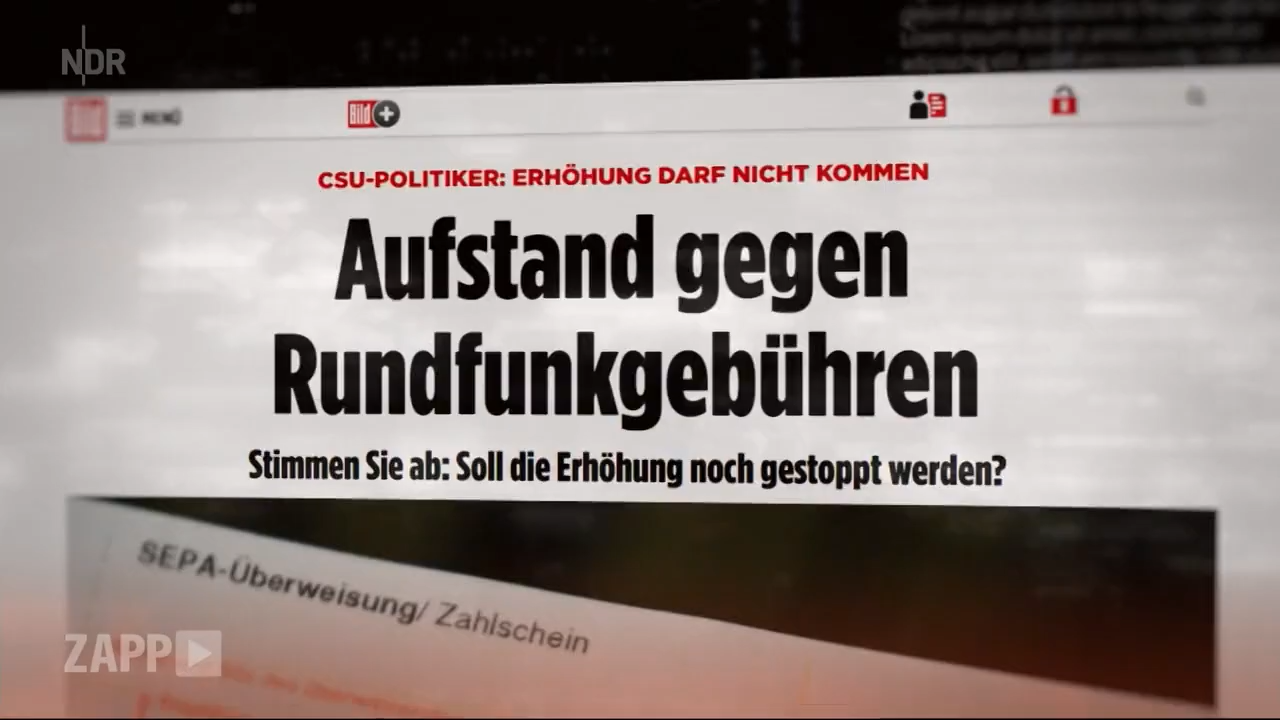 NDR
Bild
MENÜ
Bild+
CSU-POLITIKER: ERHÖHUNG DARF NICHT KOMMEN
Aufstand gegen
Rundfunkgebühren
Stimmen Sie ab: Soll die Erhöhung noch gestoppt werden?
SEPA-Überweisung/ Zahlschein
ZAPP